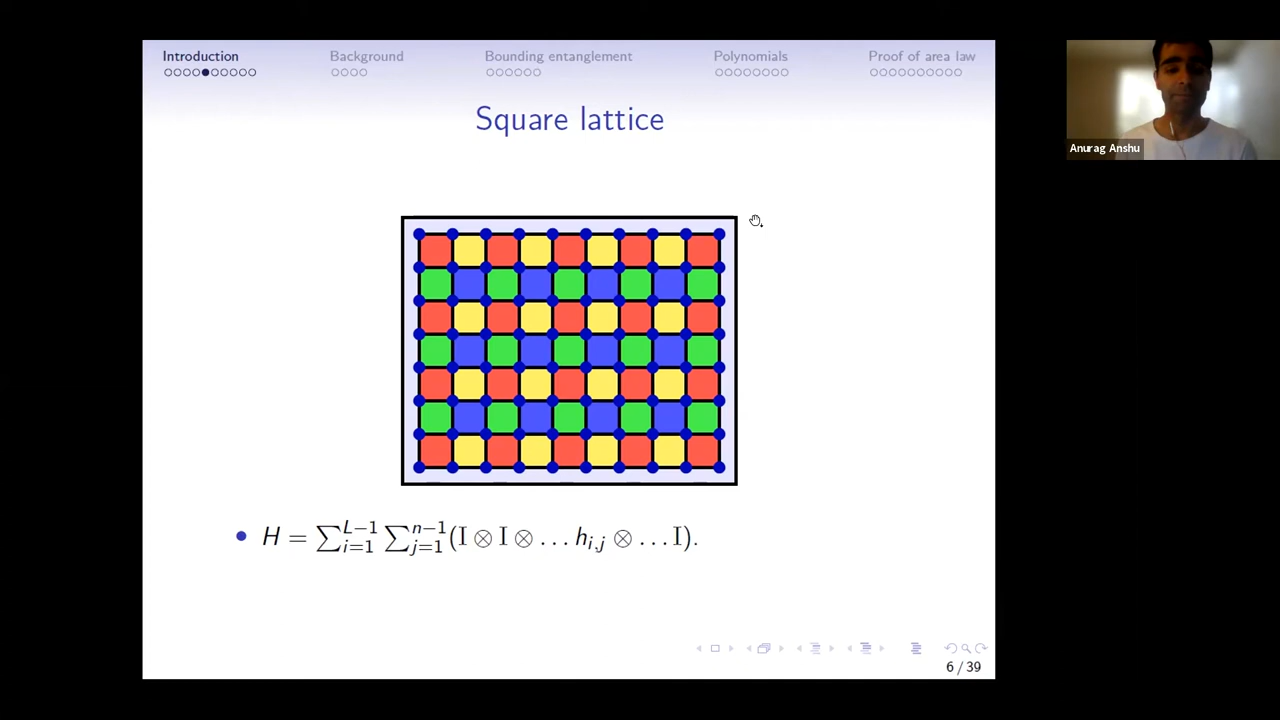 Introduction Background Bounding entanglement Polynomials Proof of area law
Square lattice
Anurag Anshu
• H = ∑_{i=1}^{L−1} ∑_{j=1}^{n−1} (I ⊗ I ⊗ … h_{i,j} ⊗ … I).
6 / 39